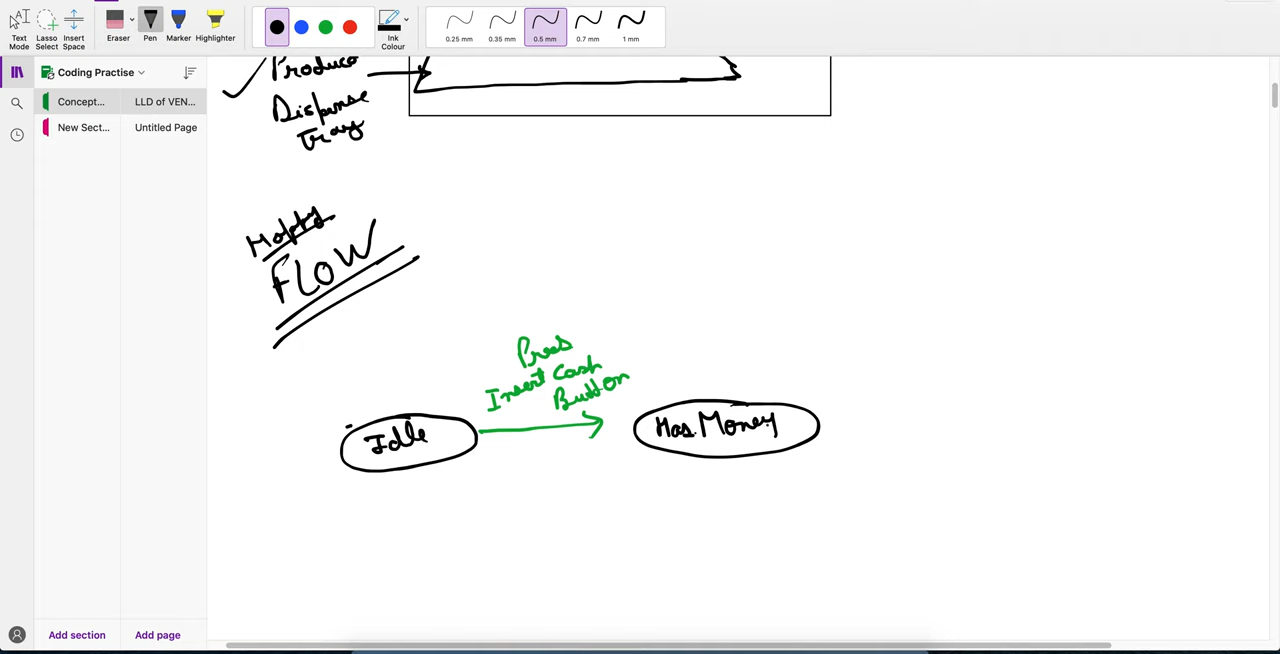 Text Mode
Lasso Select
Insert Space
Eraser
Pen
Marker
Highlighter
Ink Colour
0.25 mm
0.35 mm
0.5 mm
0.7 mm
1 mm
Coding Practise
Concept...
LLD of VEN...
New Sect...
Untitled Page
Product
Dispense
Tray
Happy
FLOW
Press
Insert Cash
Button
Idle
Has Money
Add section
Add page